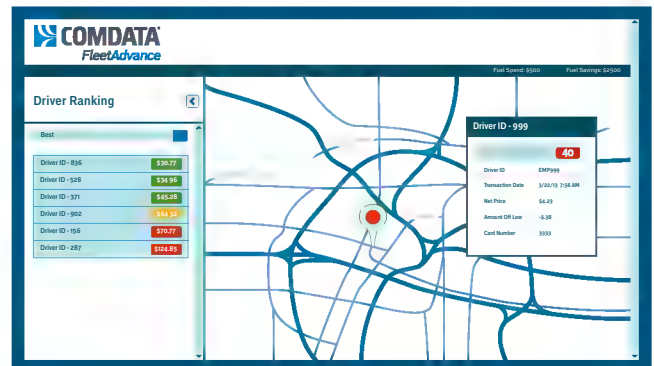 COMDATA
FleetAdvance
Fuel Spend: $500 Fuel Savings: $2500
Driver Ranking
Best
Driver ID - 836 $30.77
Driver ID - 528 $34.96
Driver ID - 371 $45.28
Driver ID - 902 $64.32
Driver ID - 156 $70.77
Driver ID - 287 $124.85
Driver ID - 999
40
Driver ID EMP999
Transaction Date 3/22/13 7:56 AM
Net Price $4.23
Amount Off Low -$.38
Card Number 3333